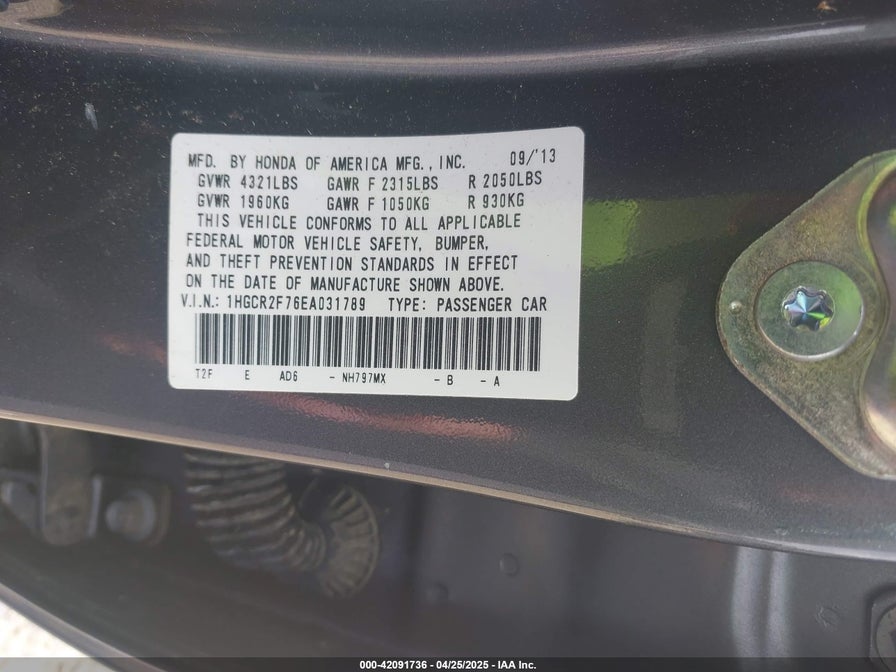 MFD. BY HONDA OF AMERICA MFG., INC. 09/'13
GVWR 4321LBS GAWR F 2315LBS R 2050LBS
GVWR 1960KG GAWR F 1050KG R 930KG
THIS VEHICLE CONFORMS TO ALL APPLICABLE
FEDERAL MOTOR VEHICLE SAFETY, BUMPER,
AND THEFT PREVENTION STANDARDS IN EFFECT
ON THE DATE OF MANUFACTURE SHOWN ABOVE.
V.I.N.: 1HGCR2F76EA031789 TYPE: PASSENGER CAR
T2F E AD6 - NH797MX - B - A
000-42091736 - 04/25/2025 - IAA Inc.